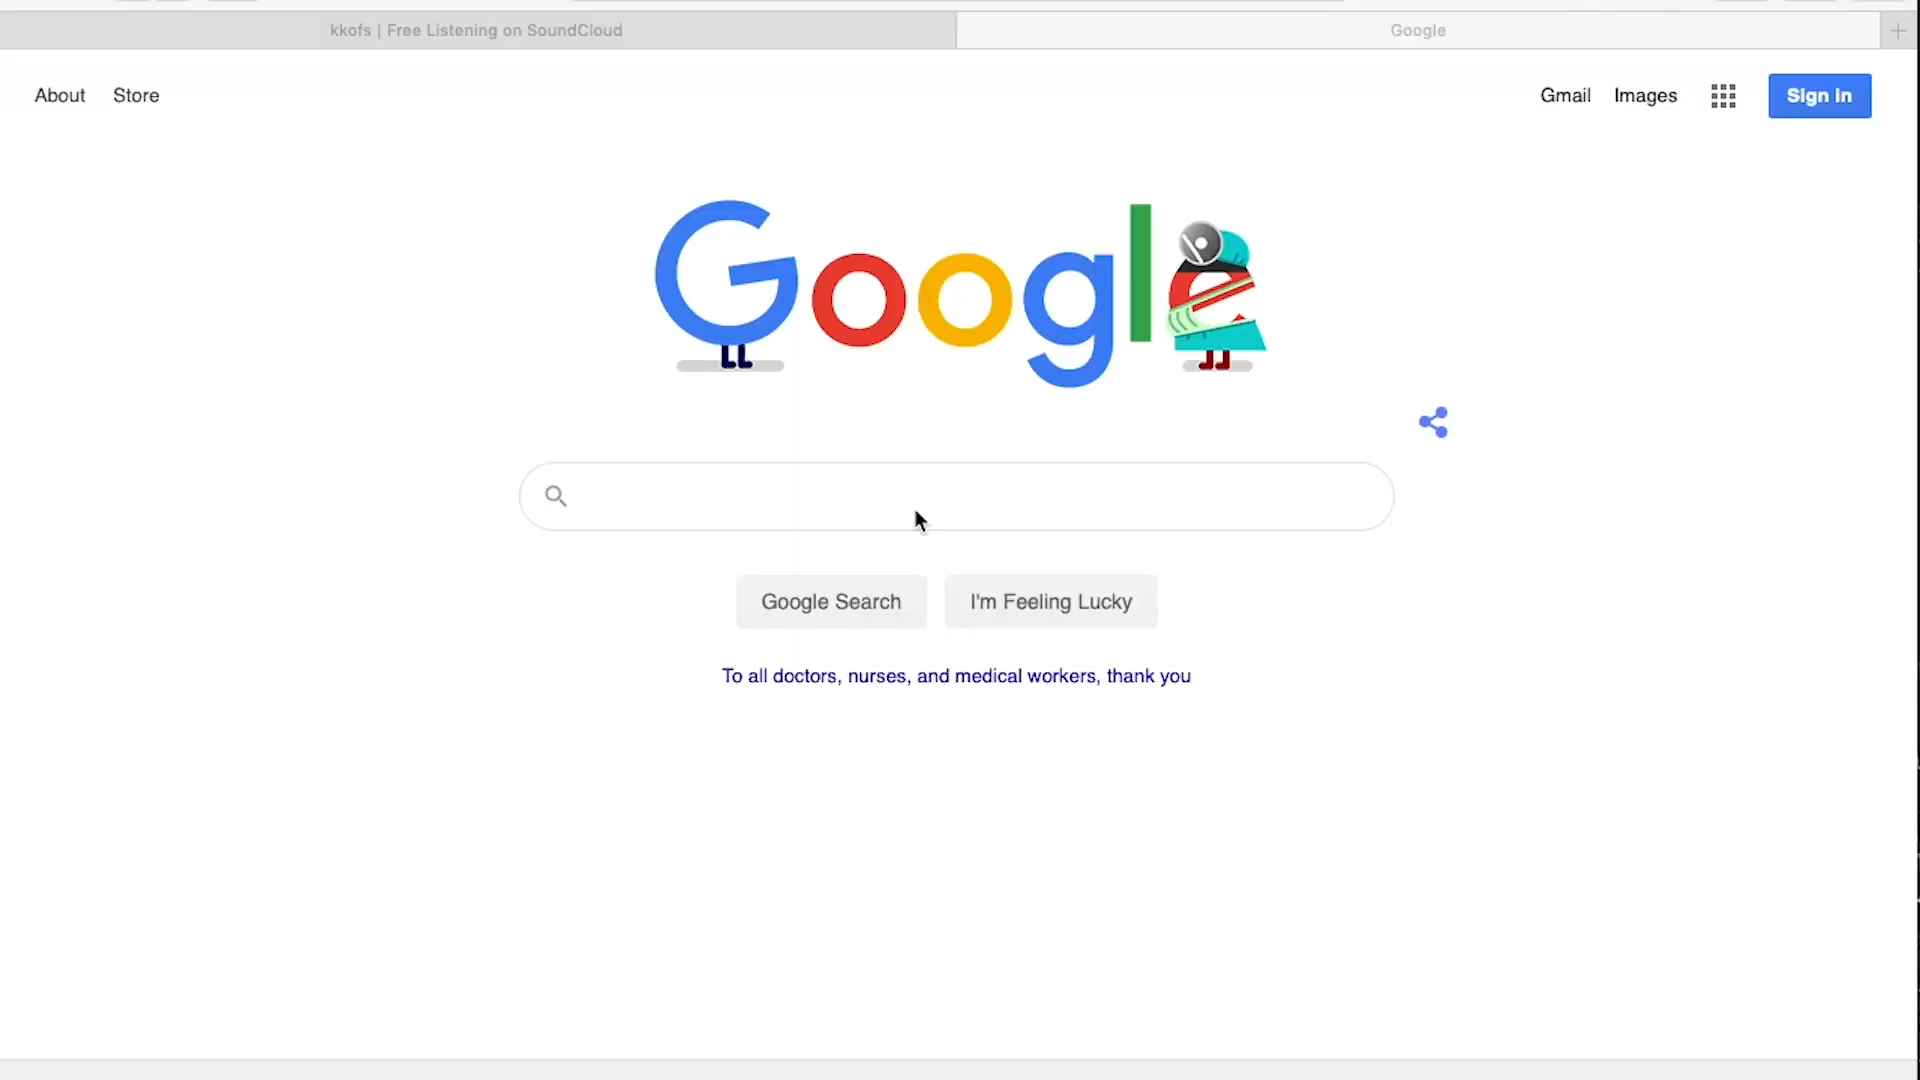 kkofs | Free Listening on SoundCloud
Google
About
Store
Gmail
Images
Sign in
Google
Google Search
I'm Feeling Lucky
To all doctors, nurses, and medical workers, thank you